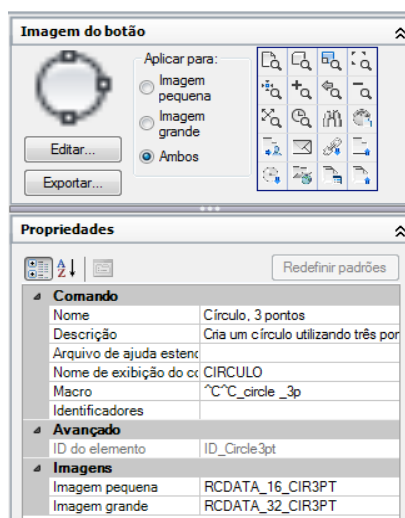 Imagem do botão
Aplicar para:
Imagem pequena
Imagem grande
Ambos
Editar...
Exportar...
Propriedades
Redefinir padrões
Comando
Nome Círculo, 3 pontos
Descrição Cria um círculo utilizando três por
Arquivo de ajuda estenc
Nome de exibição do cc CIRCULO
Macro ^C^C_circle _3p
Identificadores
Avançado
ID do elemento ID_Circle3pt
Imagens
Imagem pequena RCDATA_16_CIR3PT
Imagem grande RCDATA_32_CIR3PT